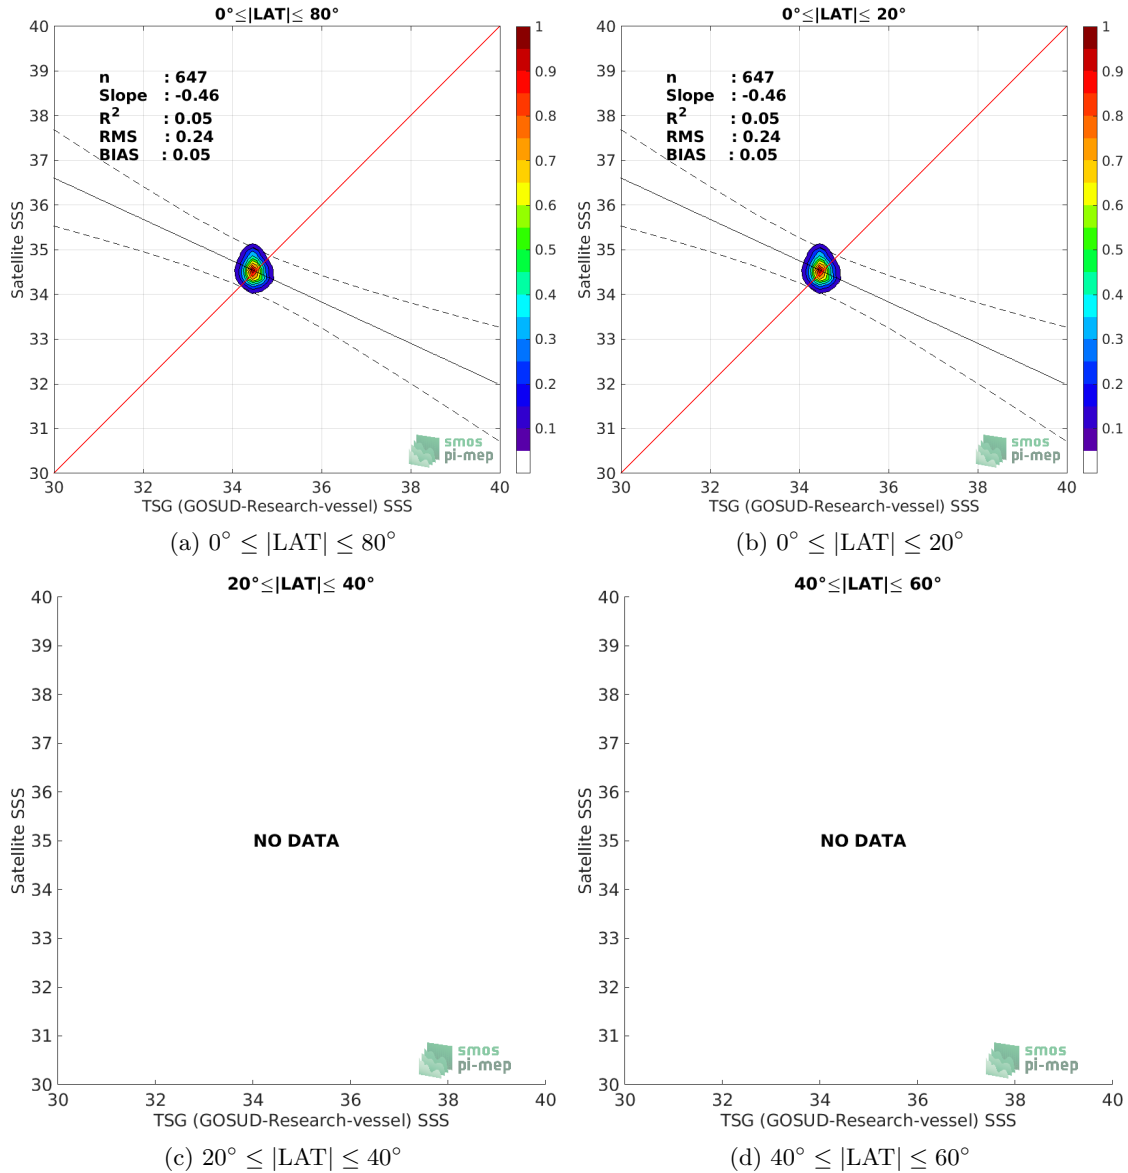 0°≤|LAT|≤ 80°
40
39
38
37
36
35
34
33
32
31
30
Satellite SSS
n : 647
Slope : -0.46
R2 : 0.05
RMS : 0.24
BIAS : 0.05
smos
pi-mep
30 32 34 36 38 40
TSG (GOSUD-Research-vessel) SSS
1
0.9
0.8
0.7
0.6
0.5
0.4
0.3
0.2
0.1
(a) 0° ≤ |LAT| ≤ 80°
0°≤|LAT|≤ 20°
40
39
38
37
36
35
34
33
32
31
30
Satellite SSS
n : 647
Slope : -0.46
R2 : 0.05
RMS : 0.24
BIAS : 0.05
smos
pi-mep
30 32 34 36 38 40
TSG (GOSUD-Research-vessel) SSS
1
0.9
0.8
0.7
0.6
0.5
0.4
0.3
0.2
0.1
(b) 0° ≤ |LAT| ≤ 20°
20°≤|LAT|≤ 40°
40
39
38
37
36
35
34
33
32
31
30
Satellite SSS
NO DATA
smos
pi-mep
30 32 34 36 38 40
TSG (GOSUD-Research-vessel) SSS
(c) 20° ≤ |LAT| ≤ 40°
40°≤|LAT|≤ 60°
40
39
38
37
36
35
34
33
32
31
30
Satellite SSS
NO DATA
smos
pi-mep
30 32 34 36 38 40
TSG (GOSUD-Research-vessel) SSS
(d) 40° ≤ |LAT| ≤ 60°